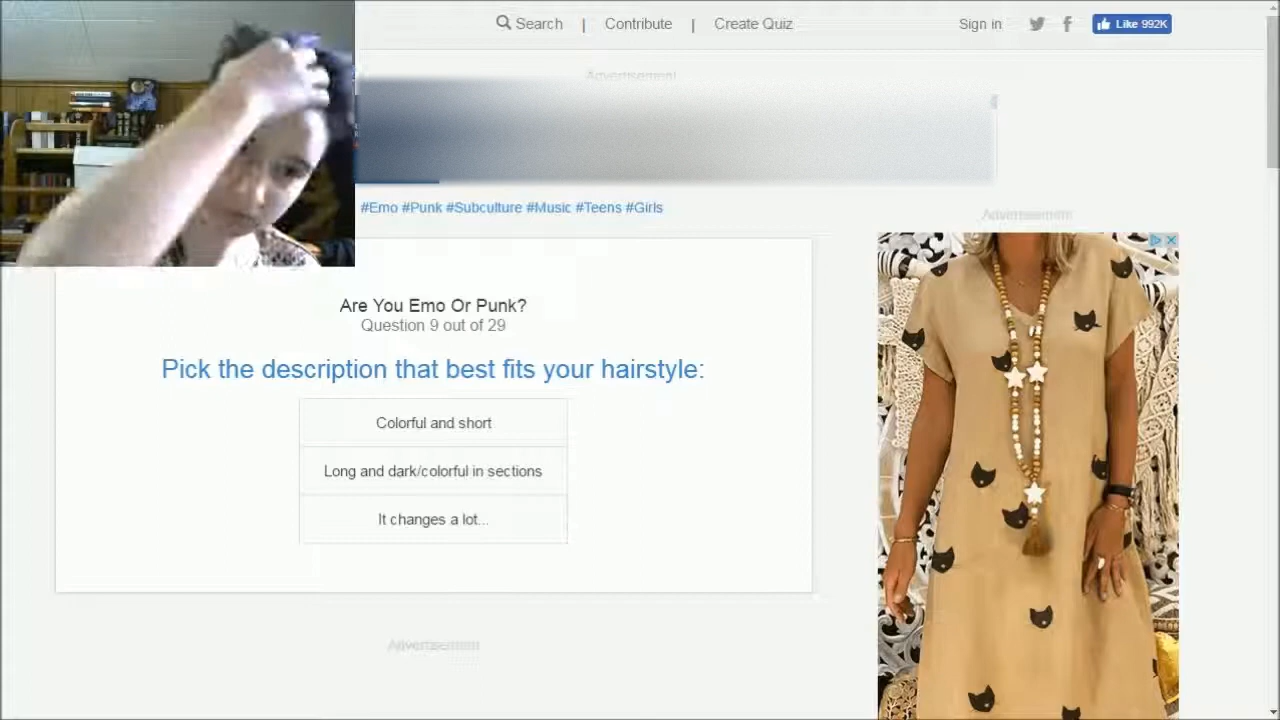 Search | Contribute | Create Quiz
Sign in
Like 992K
Advertisement
#Emo #Punk #Subculture #Music #Teens #Girls
Advertisement
Are You Emo Or Punk?
Question 9 out of 29
Pick the description that best fits your hairstyle:
Colorful and short
Long and dark/colorful in sections
It changes a lot...
Advertisement